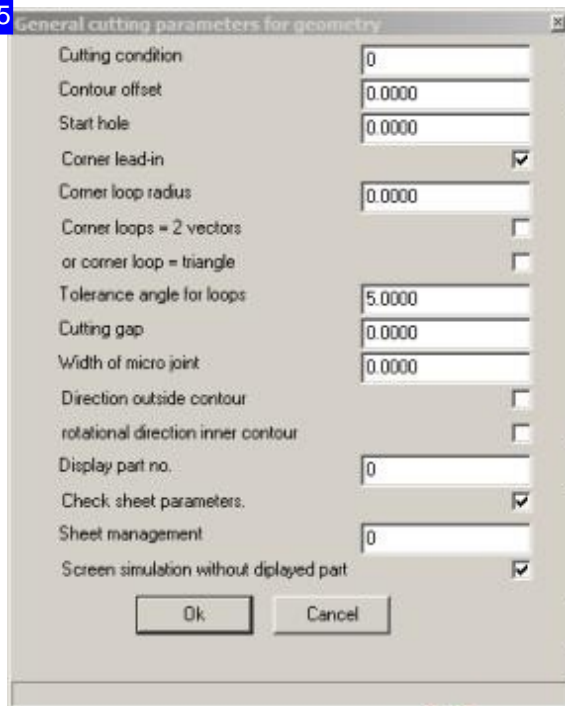 5
General cutting parameters for geometry
Cutting condition 0
Contour offset 0.0000
Start hole 0.0000
Corner lead-in
Corner loop radius 0.0000
Corner loops = 2 vectors
or corner loop = triangle
Tolerance angle for loops 5.0000
Cutting gap 0.0000
Width of micro joint 0.0000
Direction outside contour
rotational direction inner contour
Display part no. 0
Check sheet parameters.
Sheet management 0
Screen simulation without diplayed part
Ok Cancel